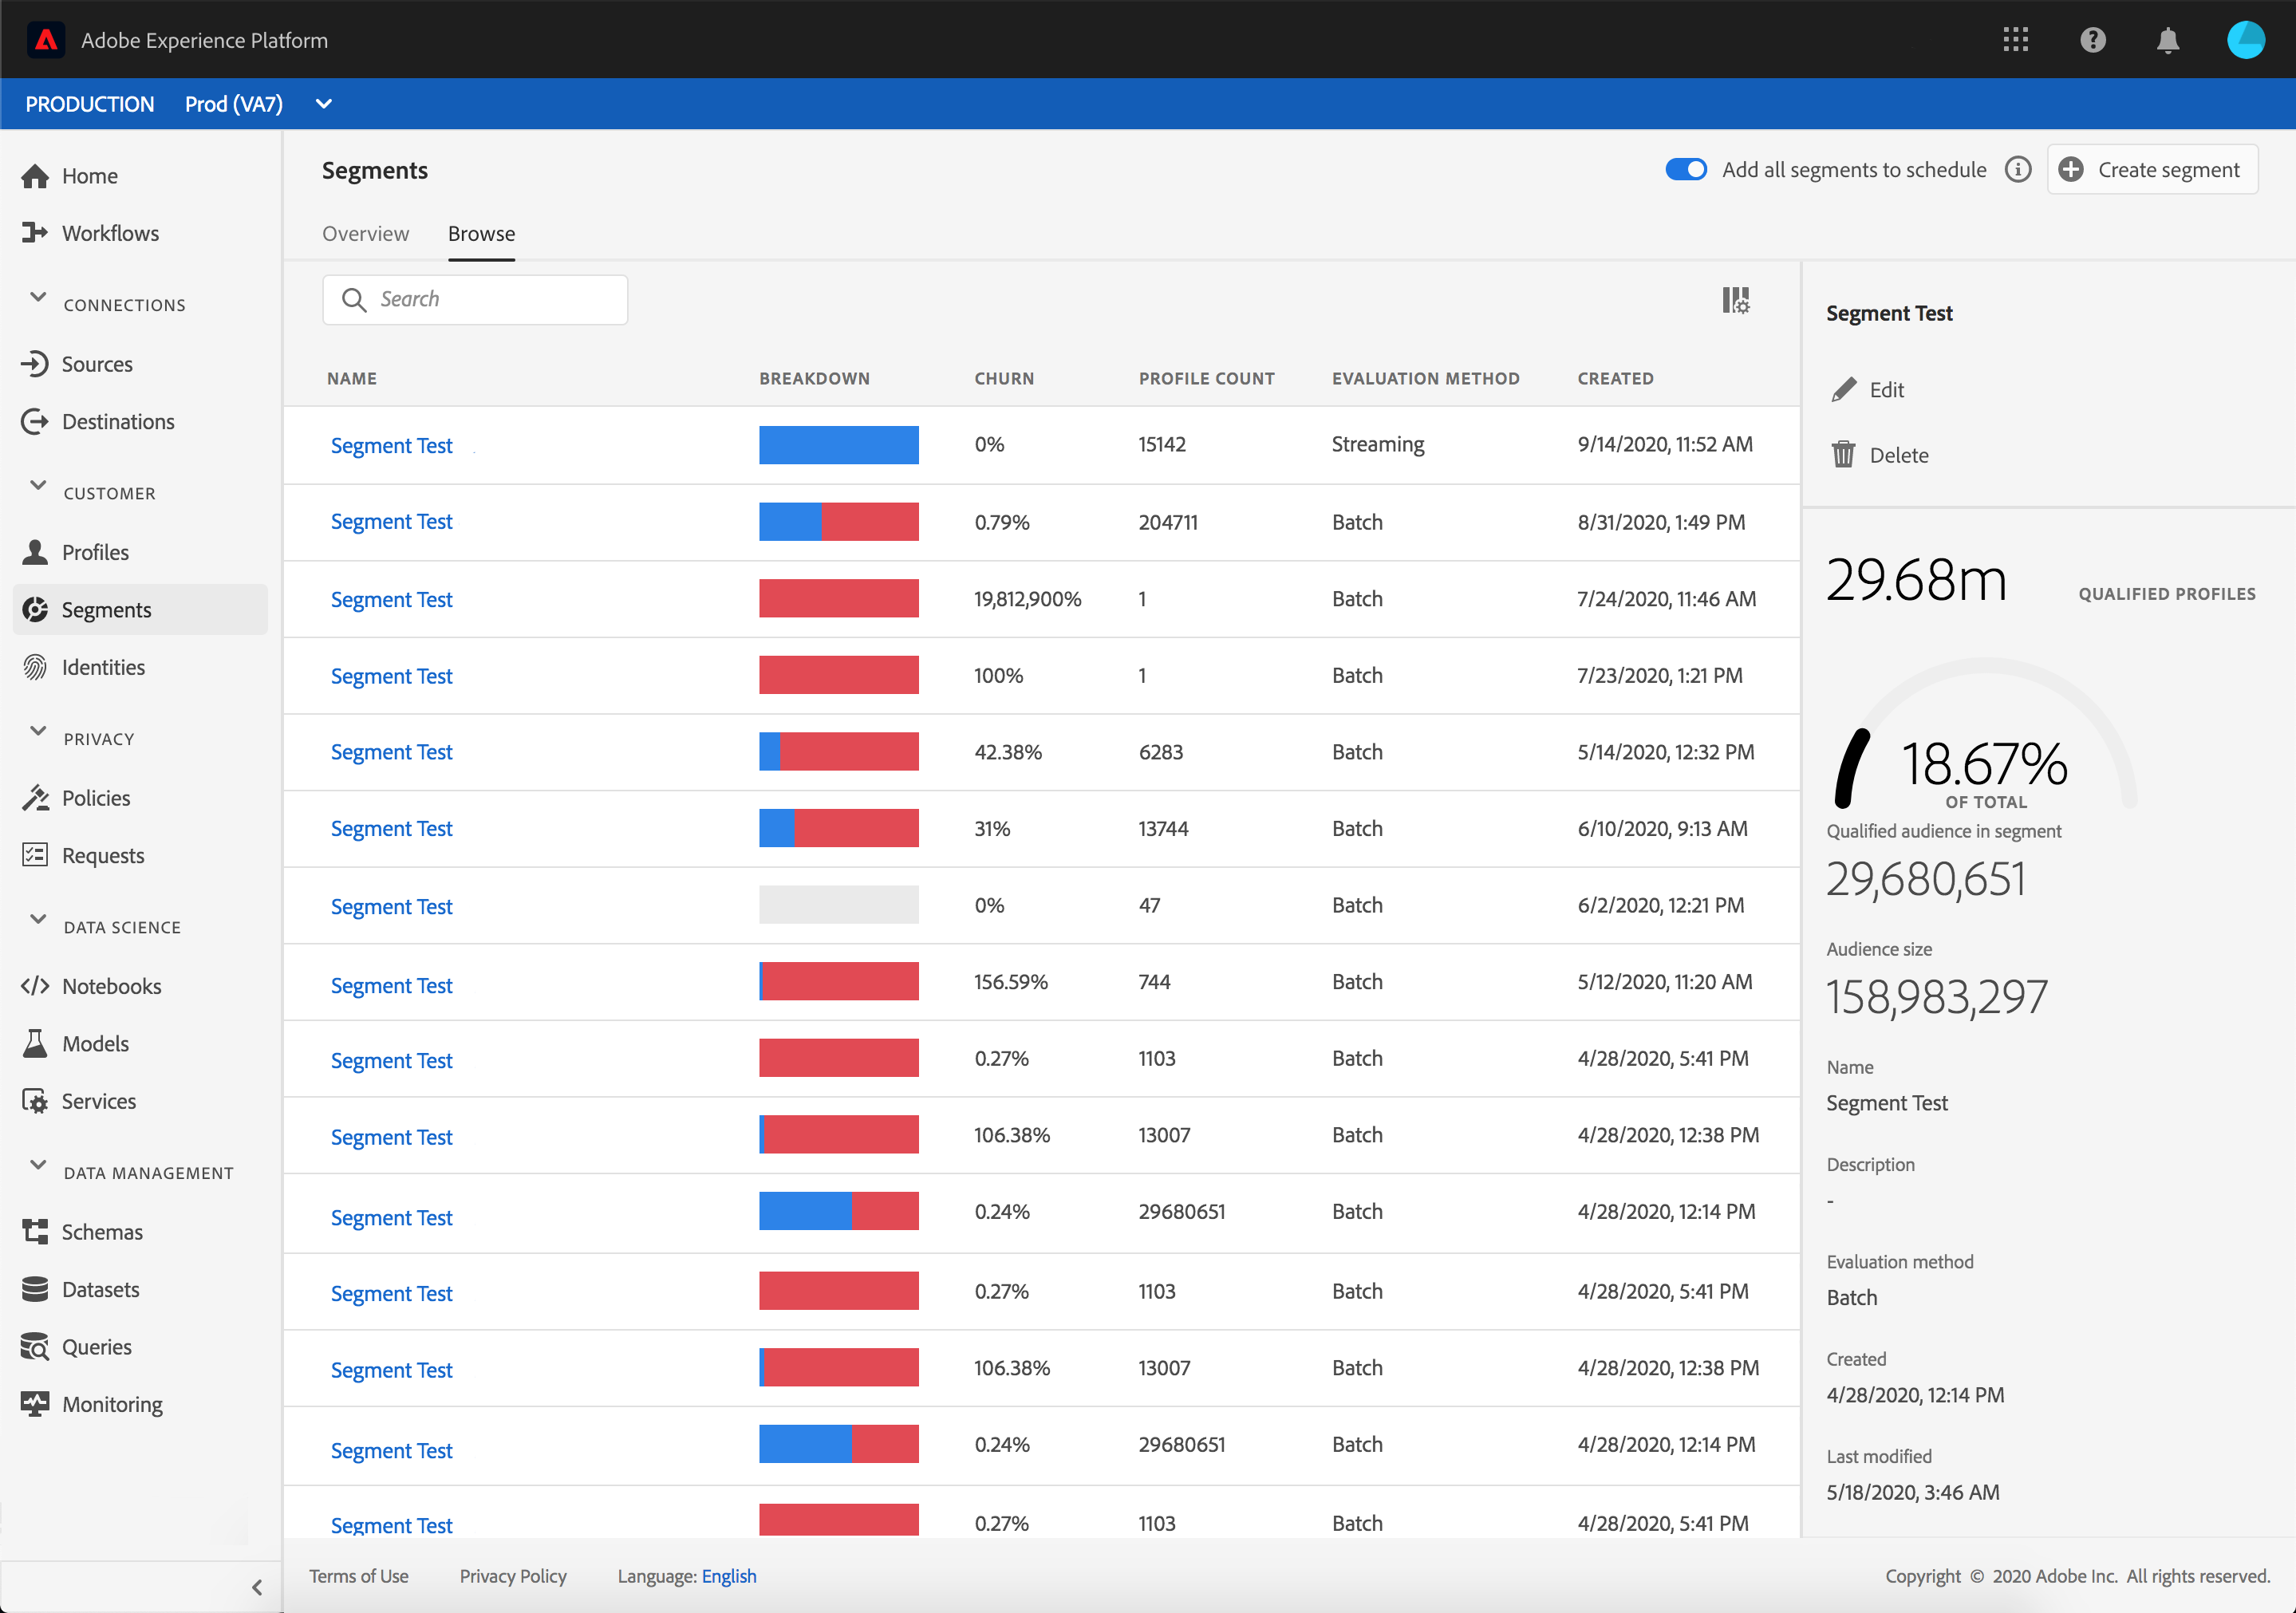 Adobe Experience Platform
PRODUCTION Prod (VA7)
Home
Workflows
CONNECTIONS
Sources
Destinations
CUSTOMER
Profiles
Segments
Identities
PRIVACY
Policies
Requests
DATA SCIENCE
Notebooks
Models
Services
DATA MANAGEMENT
Schemas
Datasets
Queries
Monitoring
Segments
Add all segments to schedule
Create segment
Overview Browse
Search
NAME BREAKDOWN CHURN PROFILE COUNT EVALUATION METHOD CREATED
Segment Test 0% 15142 Streaming 9/14/2020, 11:52 AM
Segment Test 0.79% 204711 Batch 8/31/2020, 1:49 PM
Segment Test 19,812,900% 1 Batch 7/24/2020, 11:46 AM
Segment Test 100% 1 Batch 7/23/2020, 1:21 PM
Segment Test 42.38% 6283 Batch 5/14/2020, 12:32 PM
Segment Test 31% 13744 Batch 6/10/2020, 9:13 AM
Segment Test 0% 47 Batch 6/2/2020, 12:21 PM
Segment Test 156.59% 744 Batch 5/12/2020, 11:20 AM
Segment Test 0.27% 1103 Batch 4/28/2020, 5:41 PM
Segment Test 106.38% 13007 Batch 4/28/2020, 12:38 PM
Segment Test 0.24% 29680651 Batch 4/28/2020, 12:14 PM
Segment Test 0.27% 1103 Batch 4/28/2020, 5:41 PM
Segment Test 106.38% 13007 Batch 4/28/2020, 12:38 PM
Segment Test 0.24% 29680651 Batch 4/28/2020, 12:14 PM
Segment Test 0.27% 1103 Batch 4/28/2020, 5:41 PM
Segment Test
Edit
Delete
29.68m QUALIFIED PROFILES
18.67%
OF TOTAL
Qualified audience in segment
29,680,651
Audience size
158,983,297
Name
Segment Test
Description
-
Evaluation method
Batch
Created
4/28/2020, 12:14 PM
Last modified
5/18/2020, 3:46 AM
Terms of Use Privacy Policy Language: English
Copyright © 2020 Adobe Inc. All rights reserved.